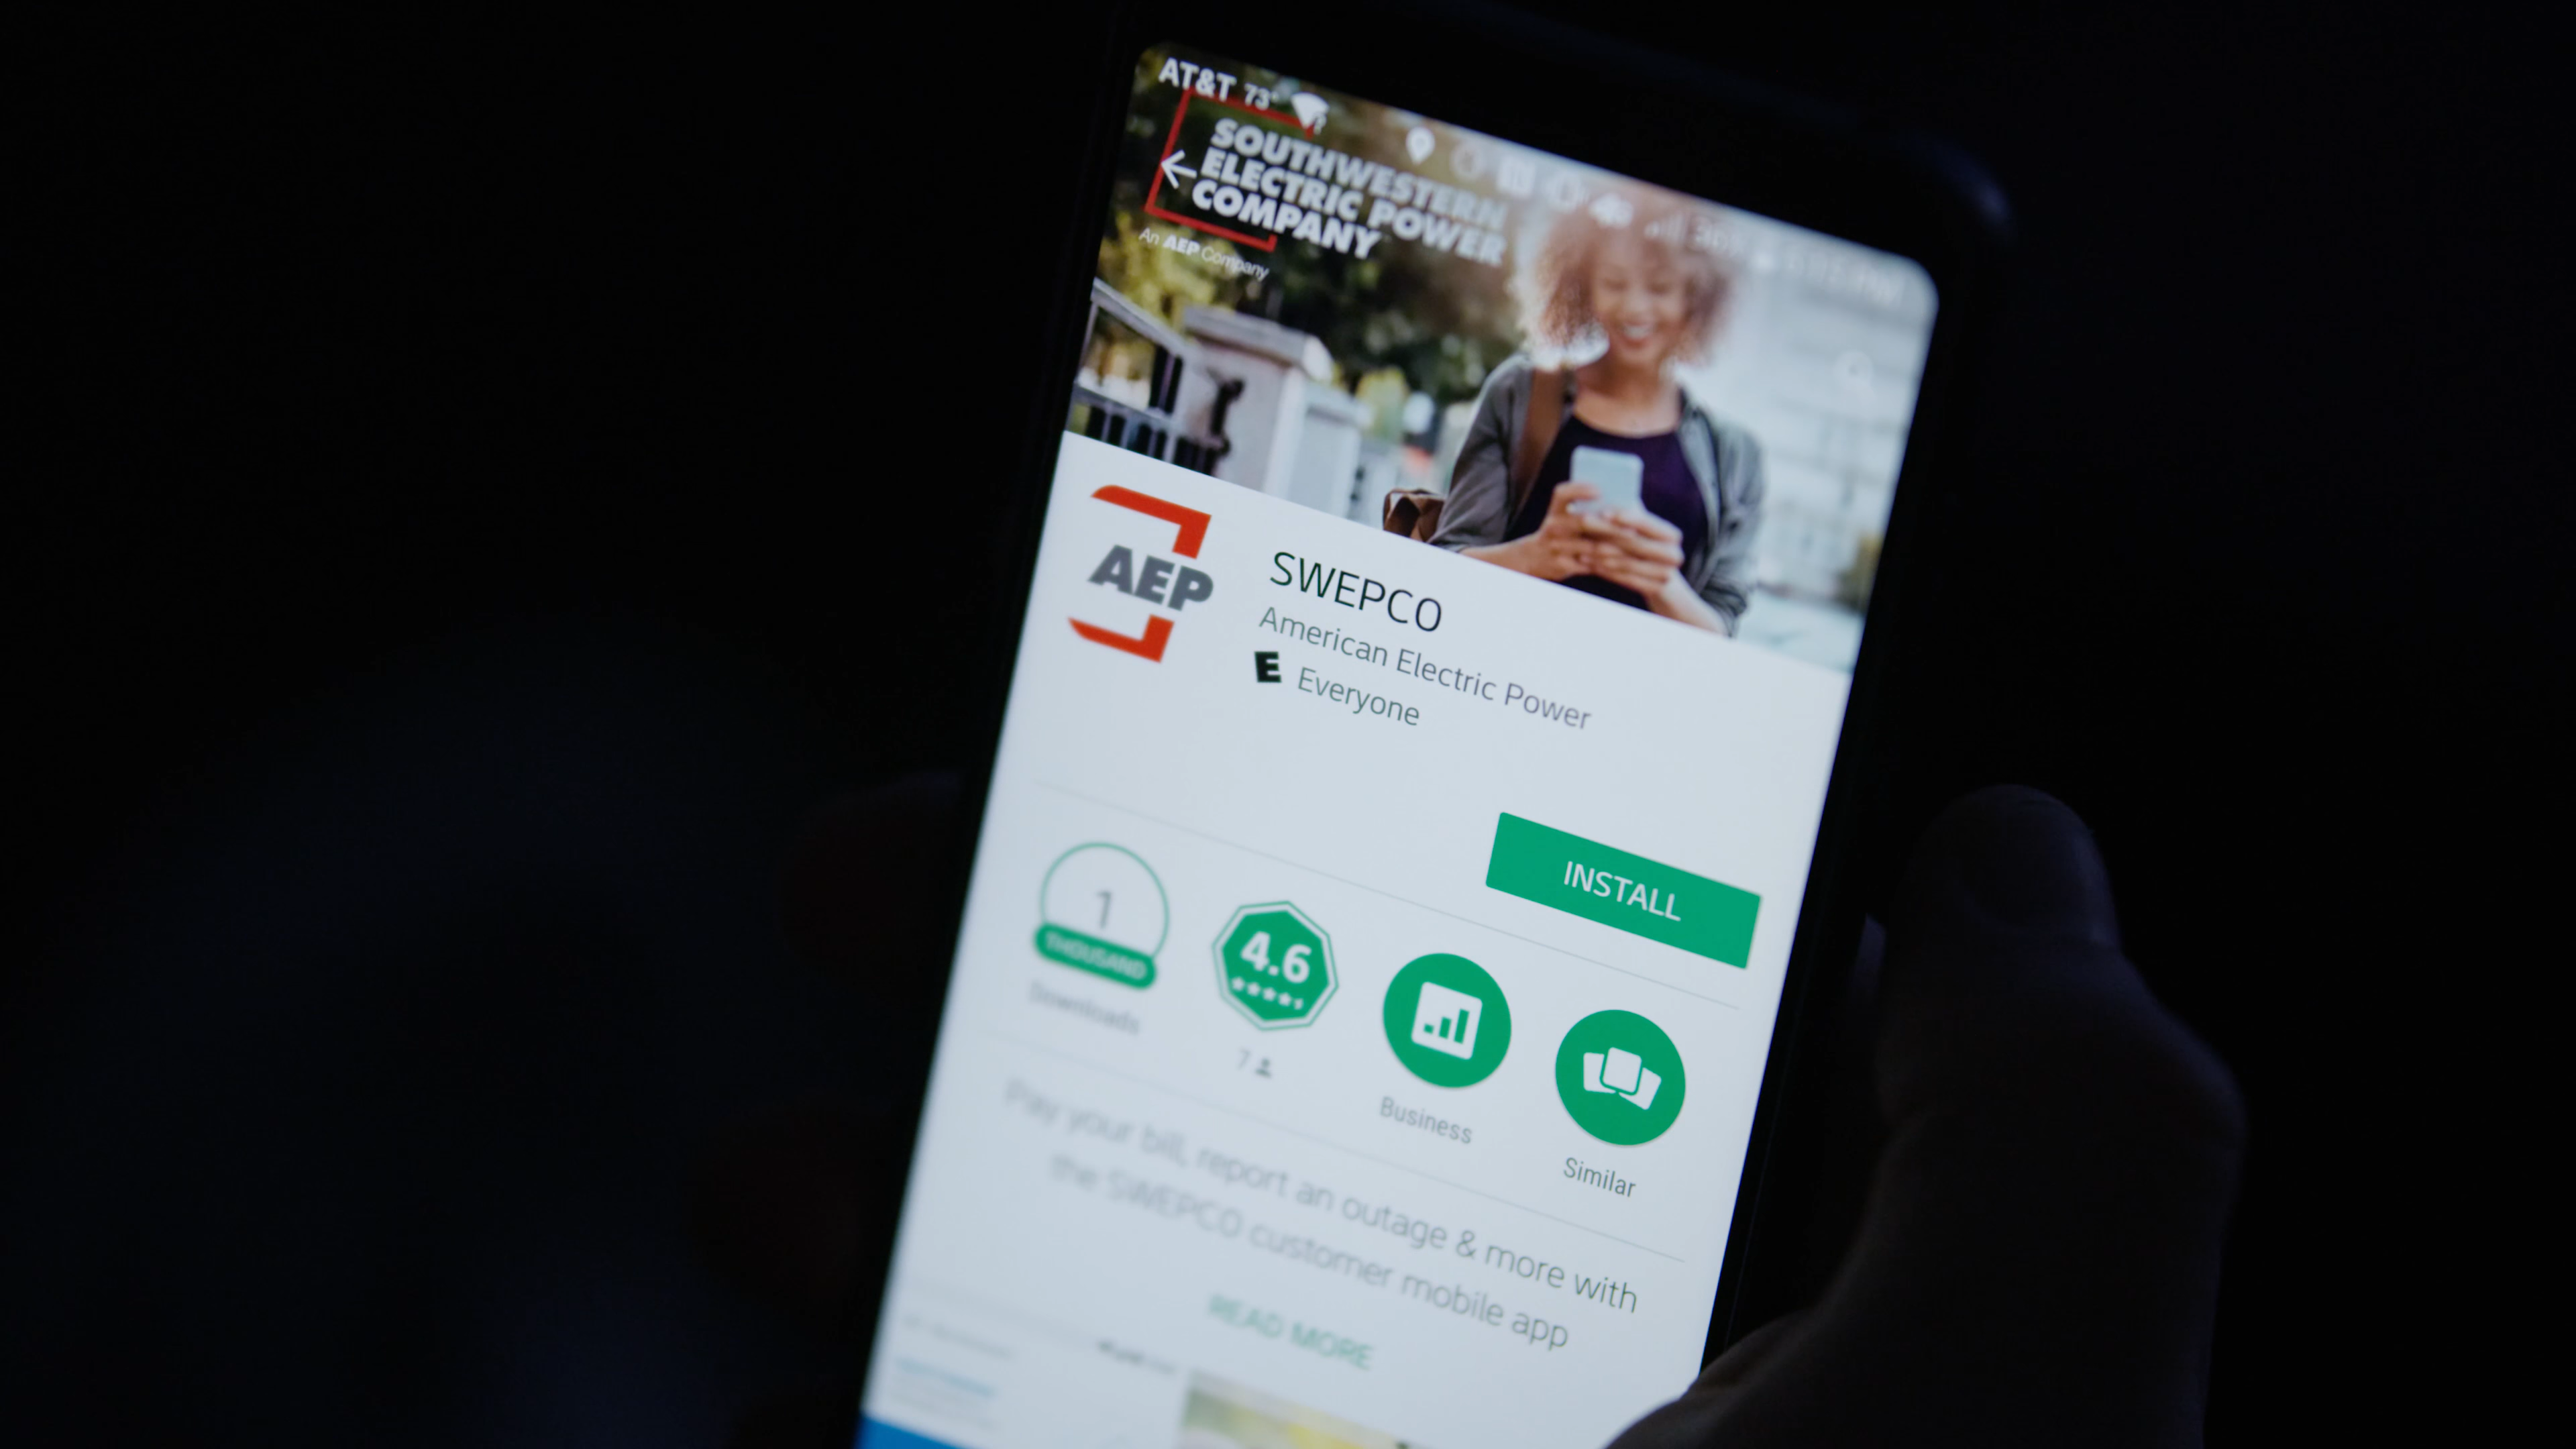 AT&T 73°
SOUTHWESTERN
ELECTRIC POWER
COMPANY
An AEP Company
AEP
SWEPCO
American Electric Power
E Everyone
INSTALL
1
THOUSAND
Downloads
4.6
7
Business
Similar
Pay your bill, report an outage & more with
the SWEPCO customer mobile app
READ MORE